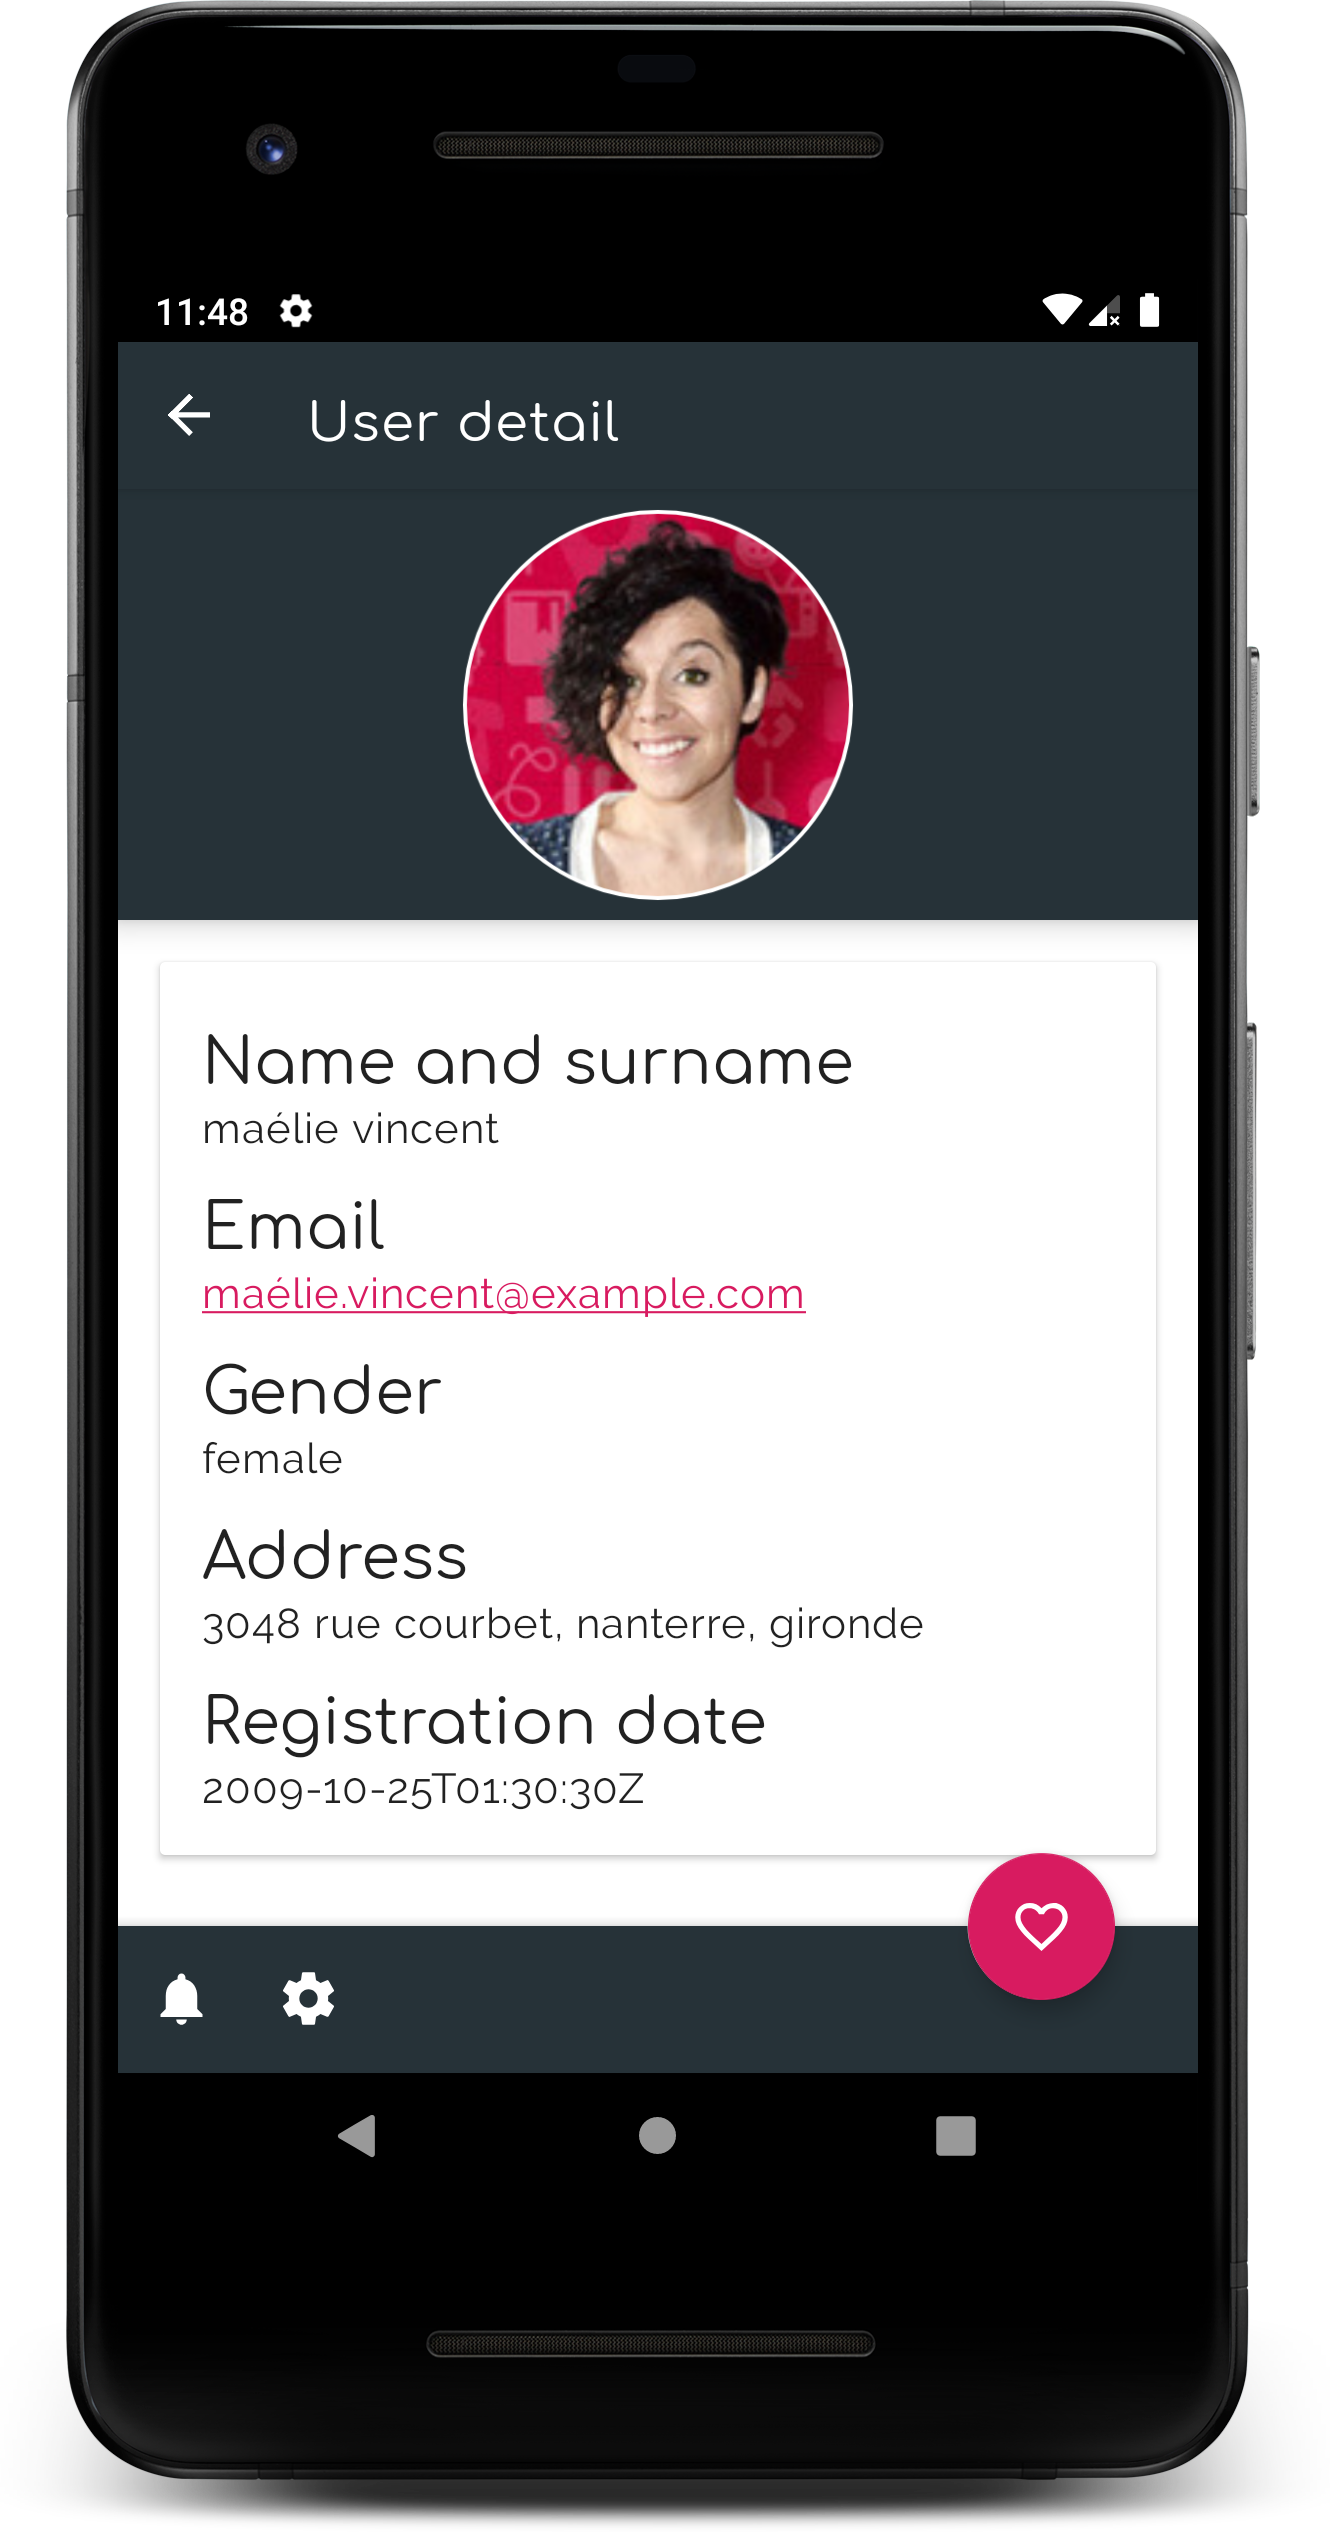 11:48
User detail
Name and surname
maélie vincent
Email
maélie.vincent@example.com
Gender
female
Address
3048 rue courbet, nanterre, gironde
Registration date
2009-10-25T01:30:30Z